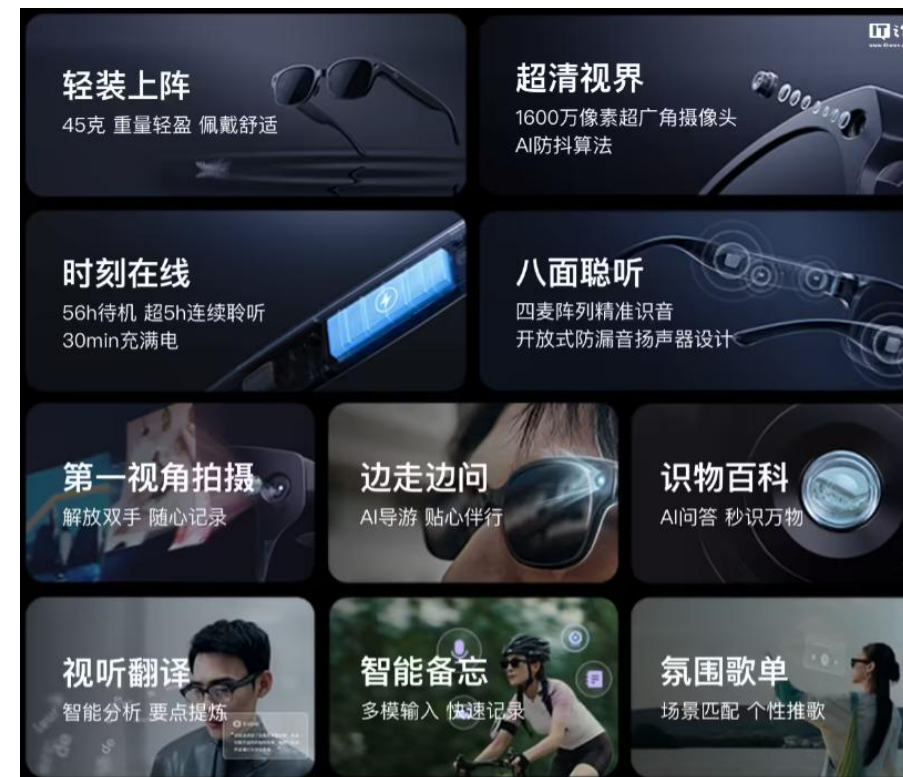 轻装上阵
45克 重量轻盈 佩戴舒适
超清视界
1600万像素超广角摄像头
AI防抖算法
时刻在线
56h待机 超5h连续聆听
30min充满电
八面聪听
四麦阵列精准识音
开放式防漏音扬声器设计
第一视角拍摄
解放双手 随心记录
边走边问
AI导游 贴心伴行
识物百科
AI问答 秒识万物
视听翻译
智能分析 要点提炼
智能备忘
多模输入 快速记录
氛围歌单
场景匹配 个性推歌